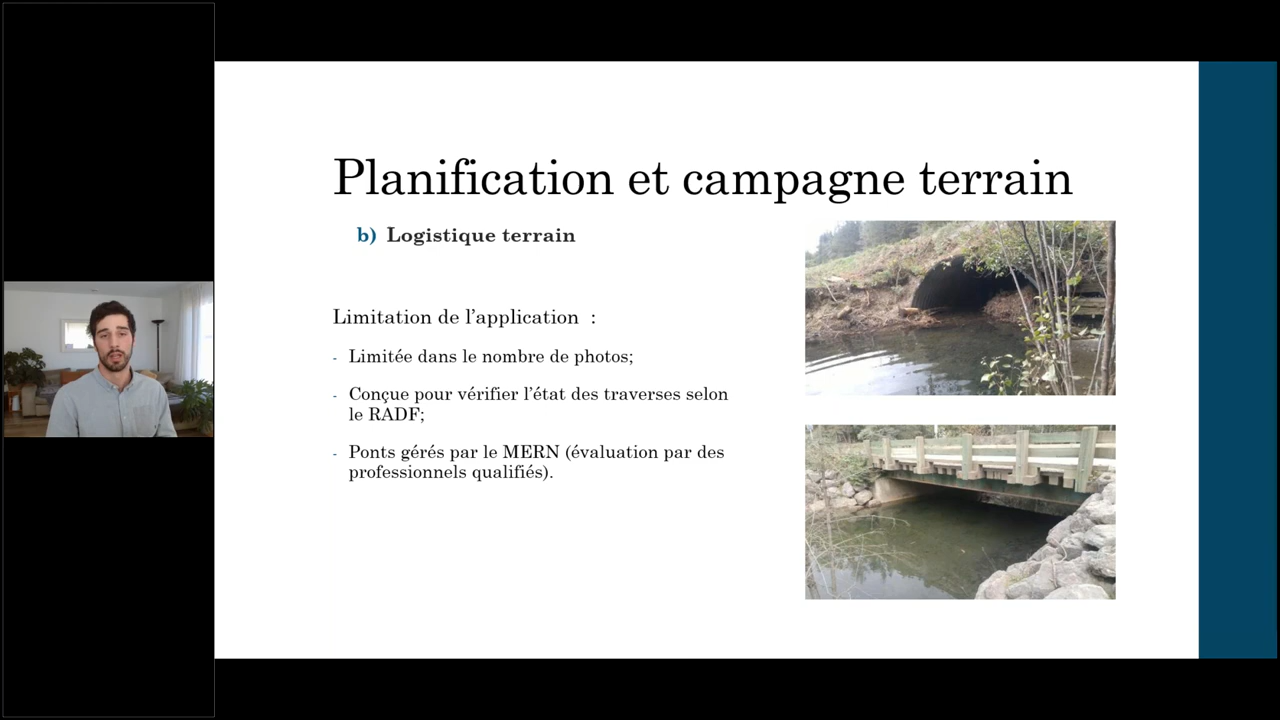 Planification et campagne terrain
b) Logistique terrain
Limitation de l’application :
- Limitée dans le nombre de photos;
- Conçue pour vérifier l’état des traverses selon
le RADF;
- Ponts gérés par le MERN (évaluation par des
professionnels qualifiés).